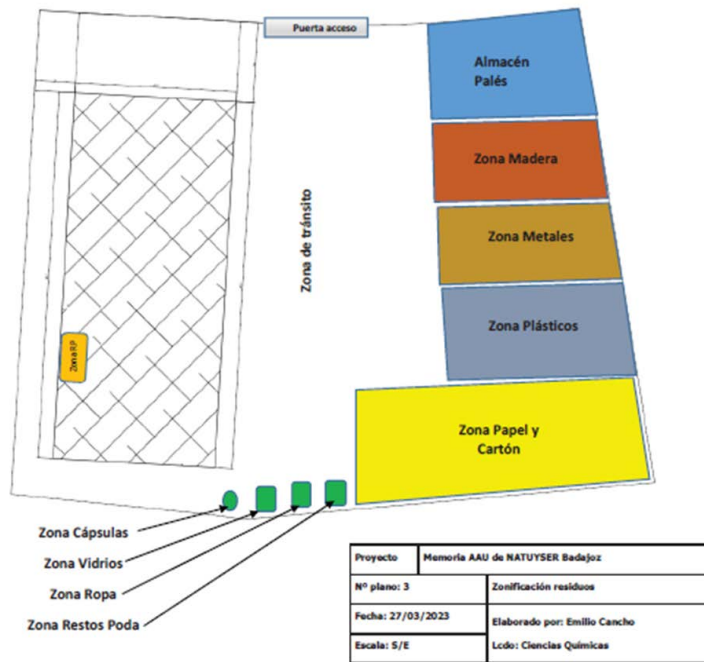 Puerta acceso
Almacén
Palés
Zona Madera
Zona de tránsito
Zona Metales
Zona Plásticos
Zona RP
Zona Papel y
Cartón
Zona Cápsulas
Zona Vidrios
Zona Ropa
Zona Restos Poda
Proyecto Memoria AAU de NATUYSER Badajoz
Nº plano: 3 Zonificación residuos
Fecha: 27/03/2023 Elaborado por: Emilio Cancho
Escala: S/E Lcdo: Ciencias Químicas